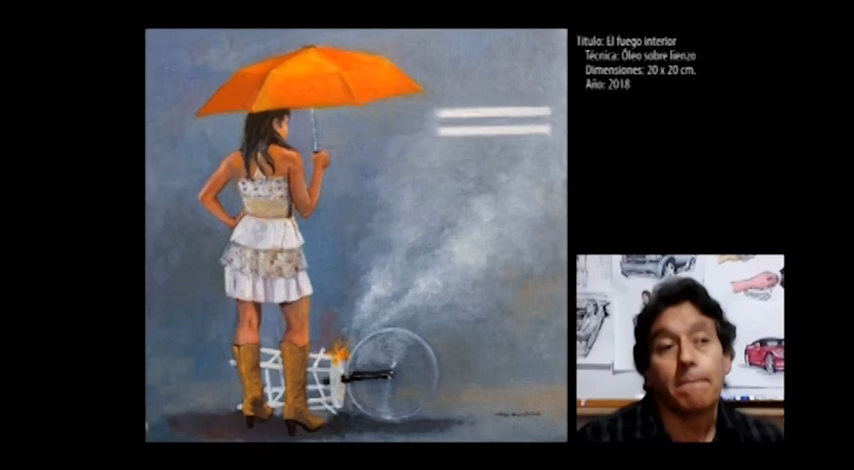 Título: El fuego interior
Técnica: Óleo sobre lienzo
Dimensiones: 20 x 20 cm.
Año: 2018